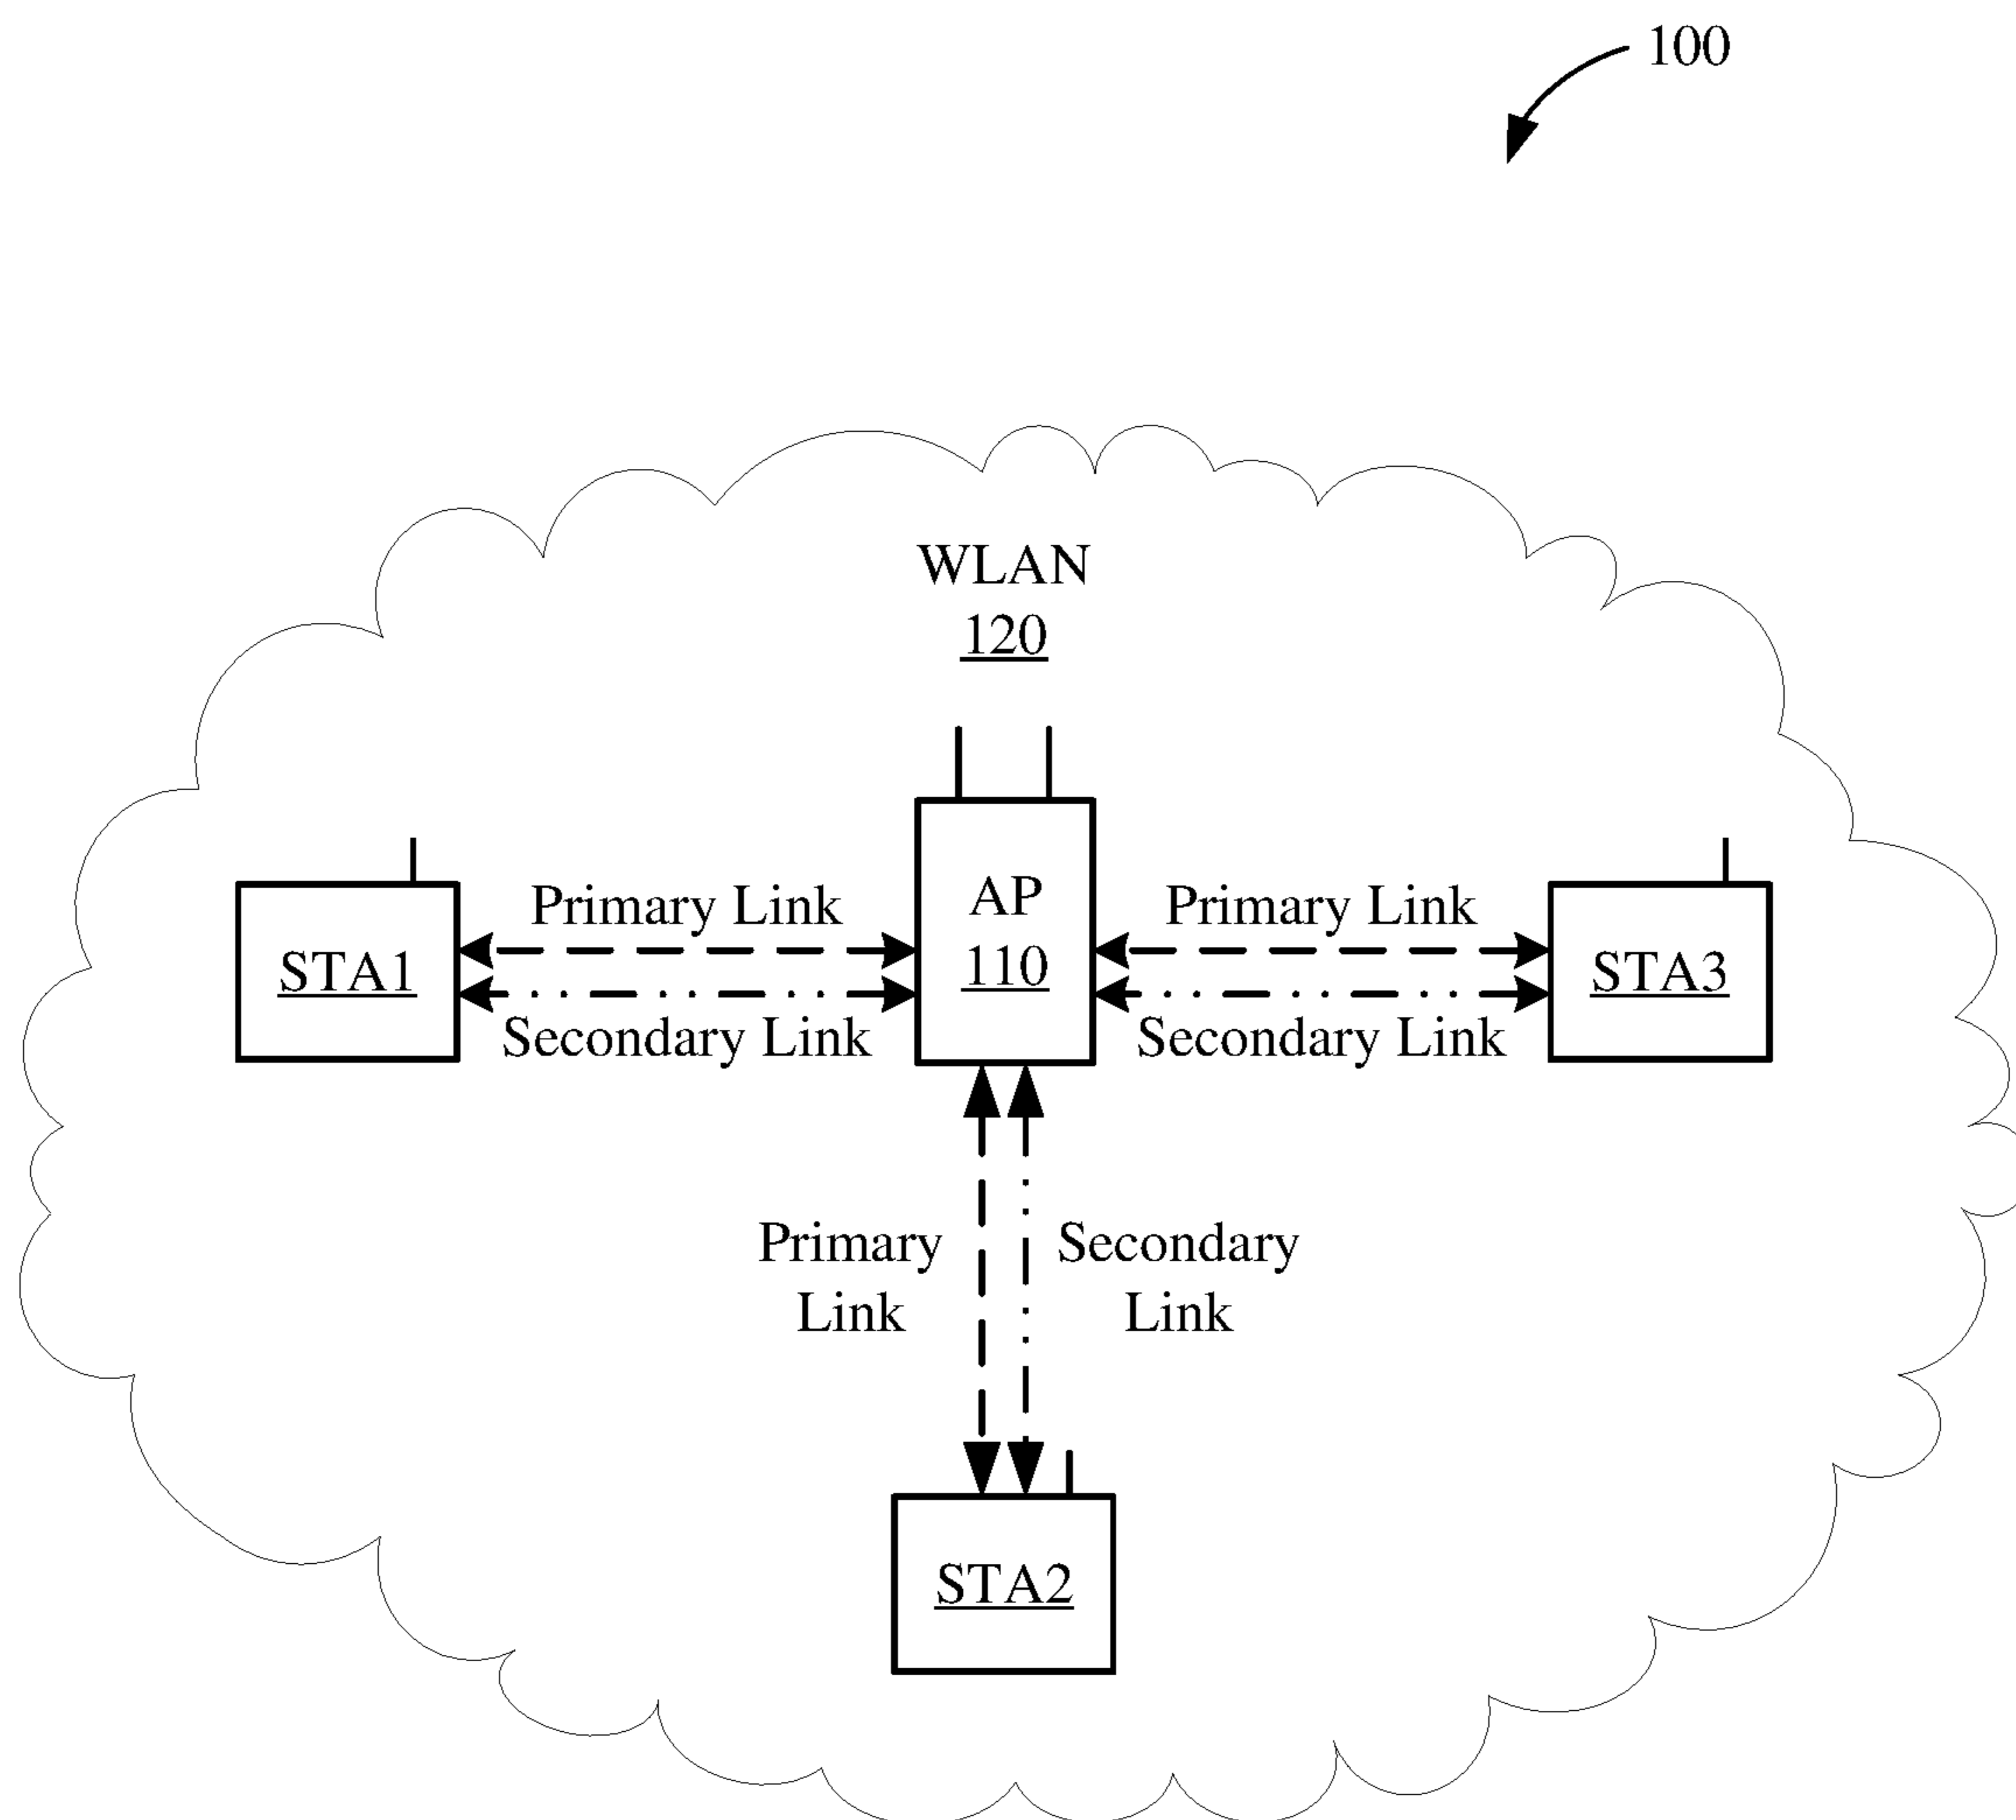 100
WLAN
120
AP
110
Primary Link
Primary Link
STA1
STA3
Secondary Link
Secondary Link
Primary
Link
Secondary
Link
STA2